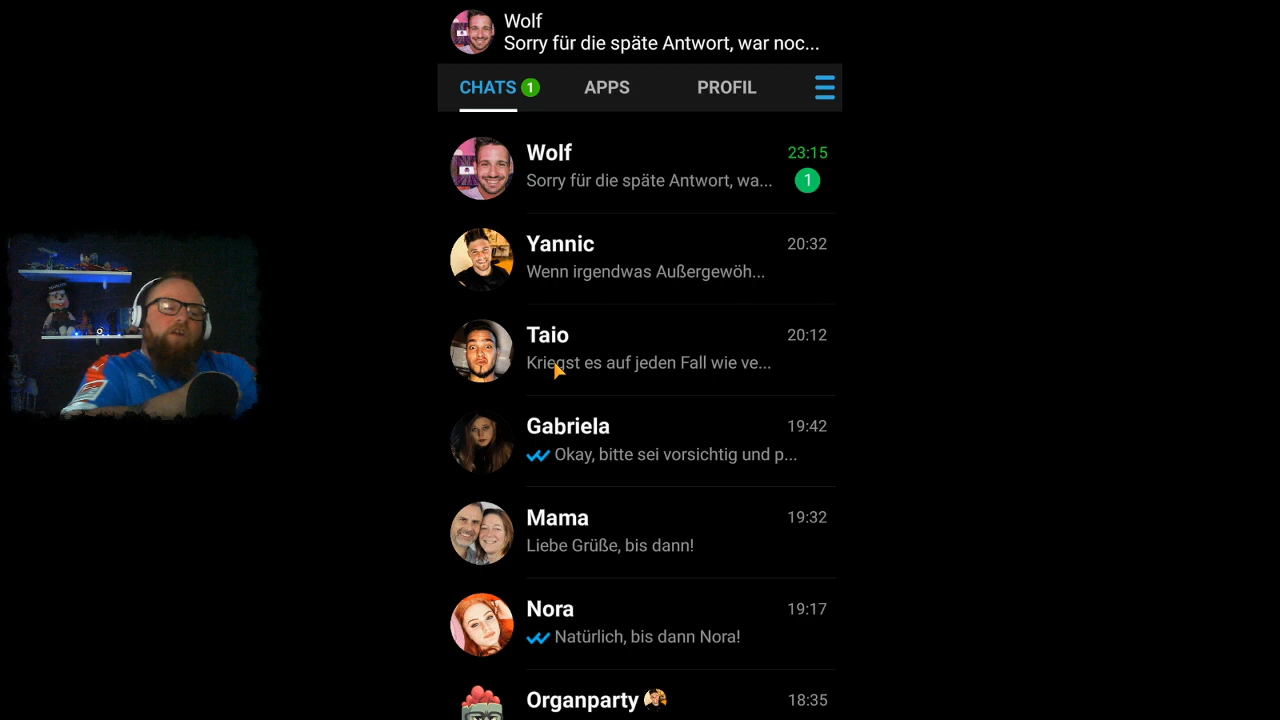 Wolf
Sorry für die späte Antwort, war noc...
CHATS 1 APPS PROFIL
Wolf 23:15
Sorry für die späte Antwort, wa... 1
Yannic 20:32
Wenn irgendwas Außergewöh...
Taio 20:12
Kriegst es auf jeden Fall wie ve...
Gabriela 19:42
Okay, bitte sei vorsichtig und p...
Mama 19:32
Liebe Grüße, bis dann!
Nora 19:17
Natürlich, bis dann Nora!
Organparty 18:35